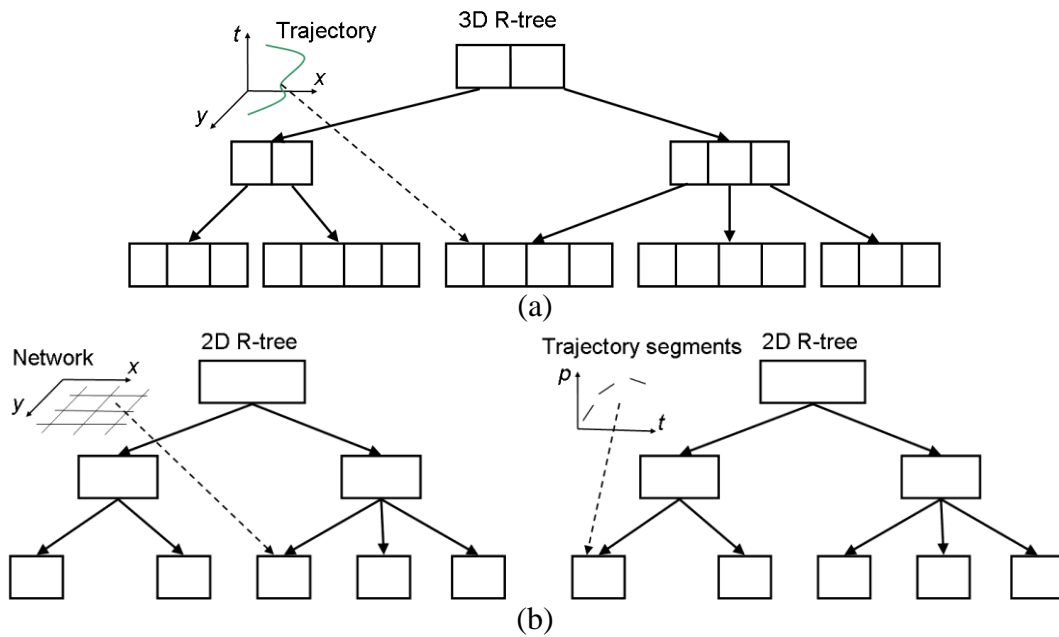 3D R-tree
Trajectory
t
x
y
(a)
2D R-tree
Network
x
y
2D R-tree
Trajectory segments
p
t
(b)